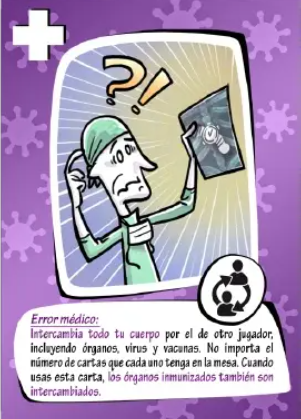 ?!
Error médico:
Intercambia todo tu cuerpo por el de otro jugador,
incluyendo órganos, virus y vacunas. No importa el
número de cartas que cada uno tenga en la mesa. Cuando
usas esta carta, los órganos inmunizados también son
intercambiados.